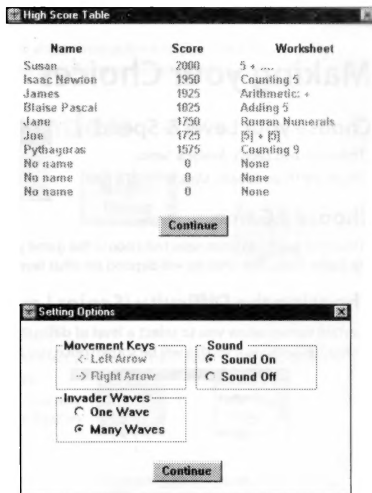 High Score Table
Name Score Worksheet
Susan 2000 5 + ....
Isaac Newton 1950 Counting 5
James 1925 Arithmetic: +
Blaise Pascal 1825 Adding 5
Jane 1750 Roman Numerals
Joe 1725 |5| + |5|
Pythagoras 1575 Counting 9
No name 0 None
No name 0 None
No name 0 None
Continue
Setting Options
Movement Keys
<- Left Arrow
-> Right Arrow
Sound
Sound On
Sound Off
Invader Waves
One Wave
Many Waves
Continue